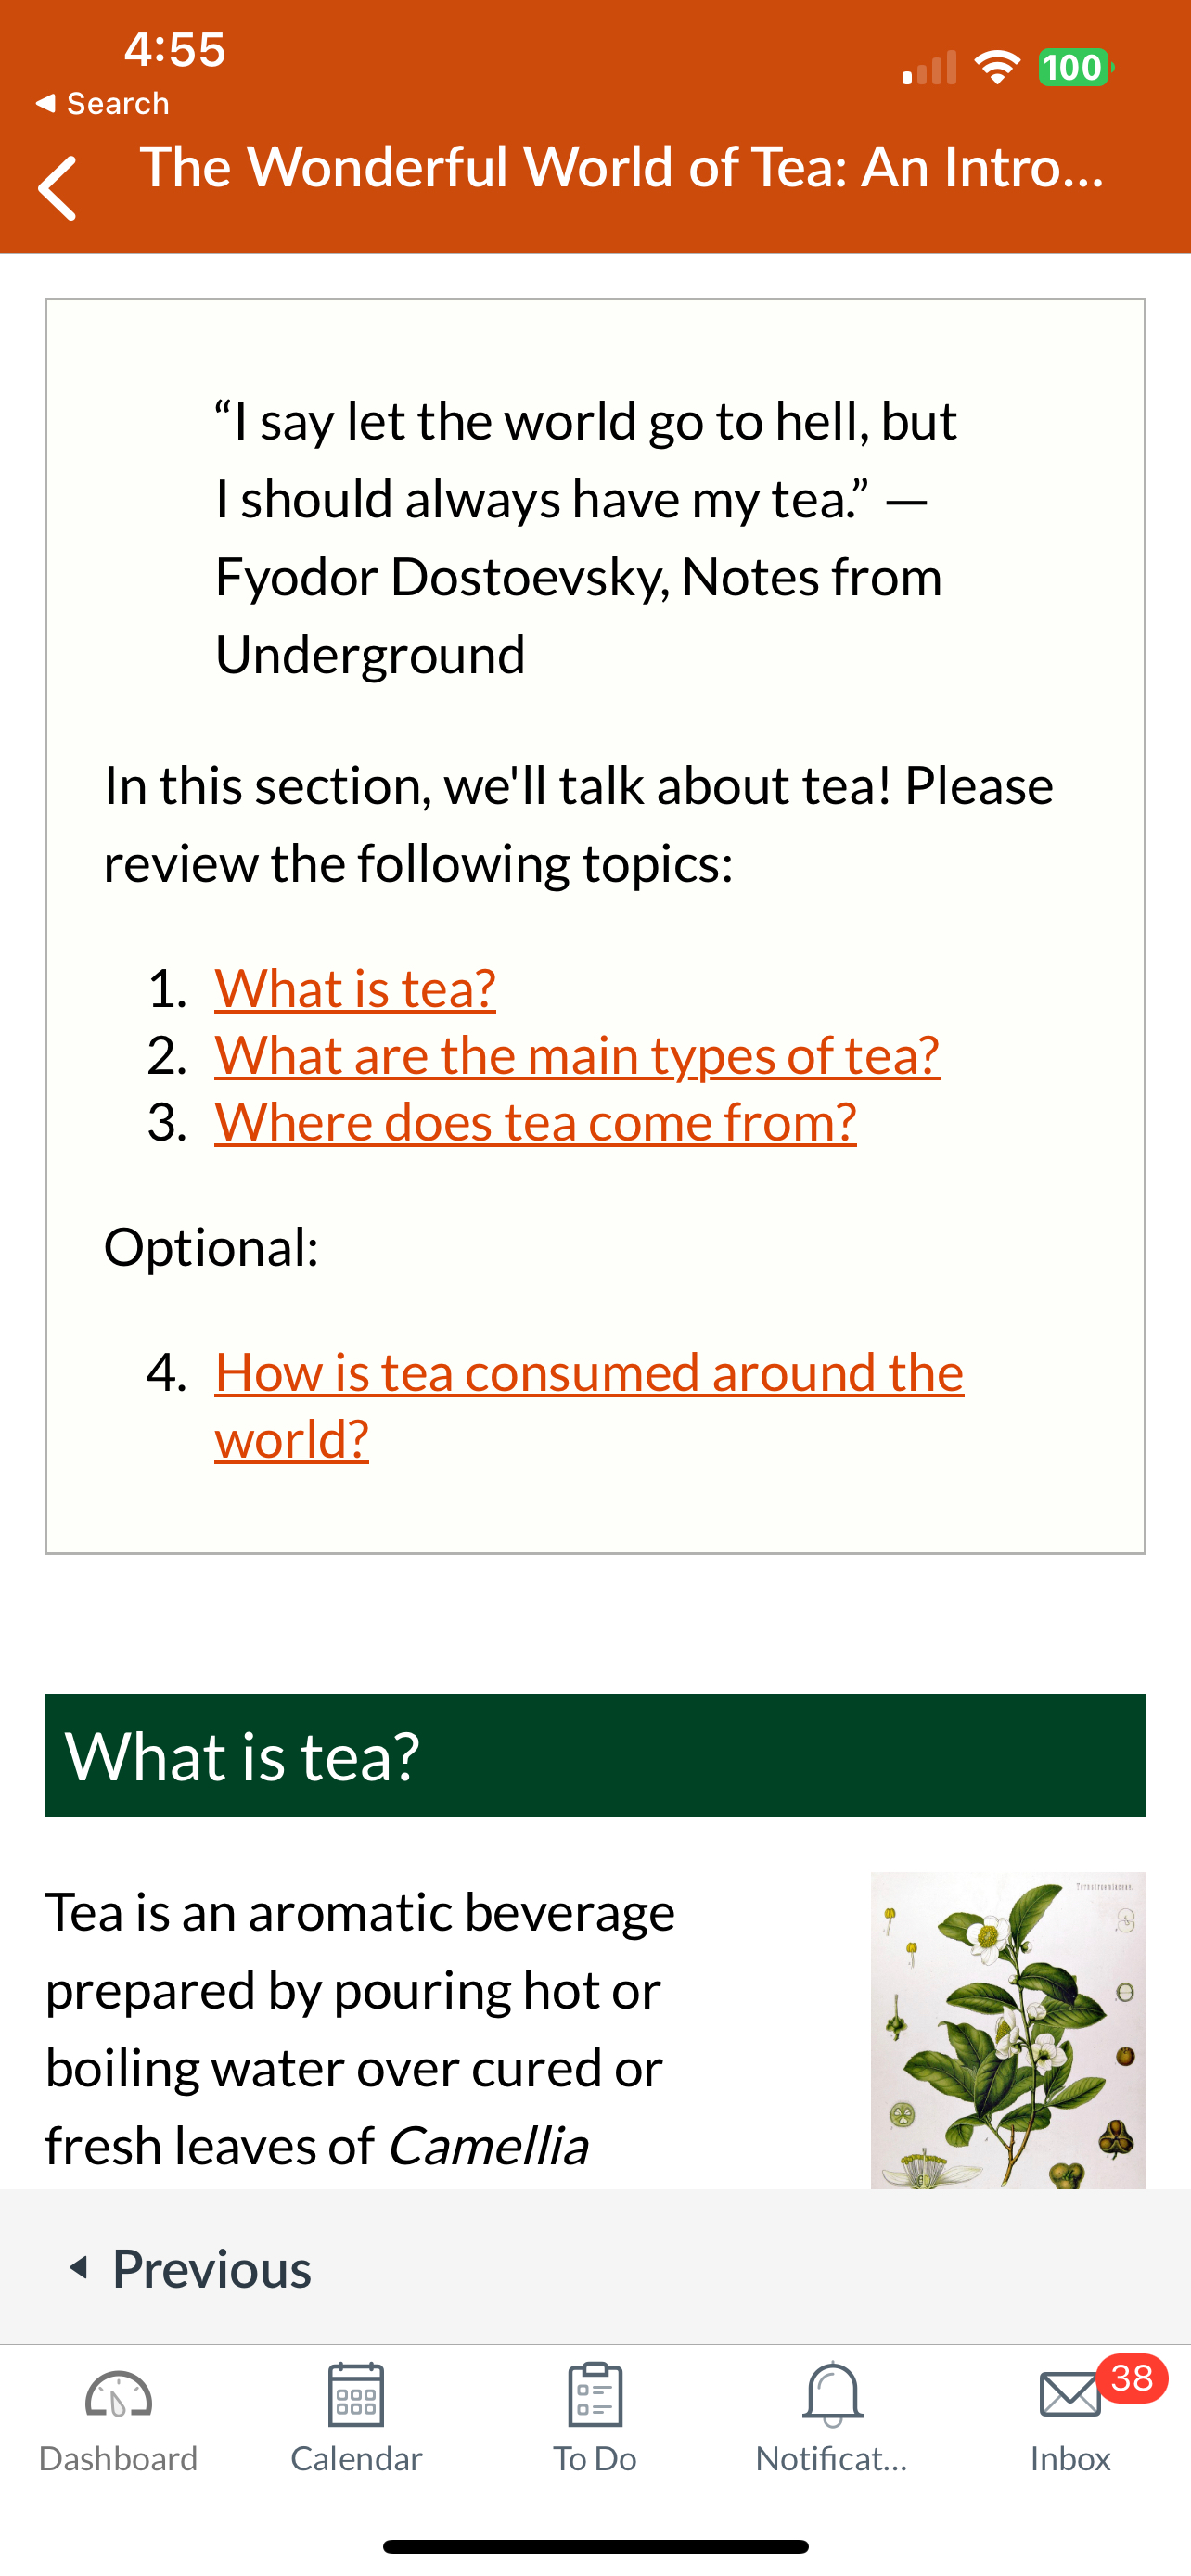 4:55
100
◀ Search
The Wonderful World of Tea: An Intro...
“I say let the world go to hell, but
I should always have my tea.” —
Fyodor Dostoevsky, Notes from
Underground
In this section, we'll talk about tea! Please
review the following topics:
1. What is tea?
2. What are the main types of tea?
3. Where does tea come from?
Optional:
4. How is tea consumed around the
world?
What is tea?
Tea is an aromatic beverage
prepared by pouring hot or
boiling water over cured or
fresh leaves of Camellia
Previous
38
Dashboard
Calendar
To Do
Notificat...
Inbox